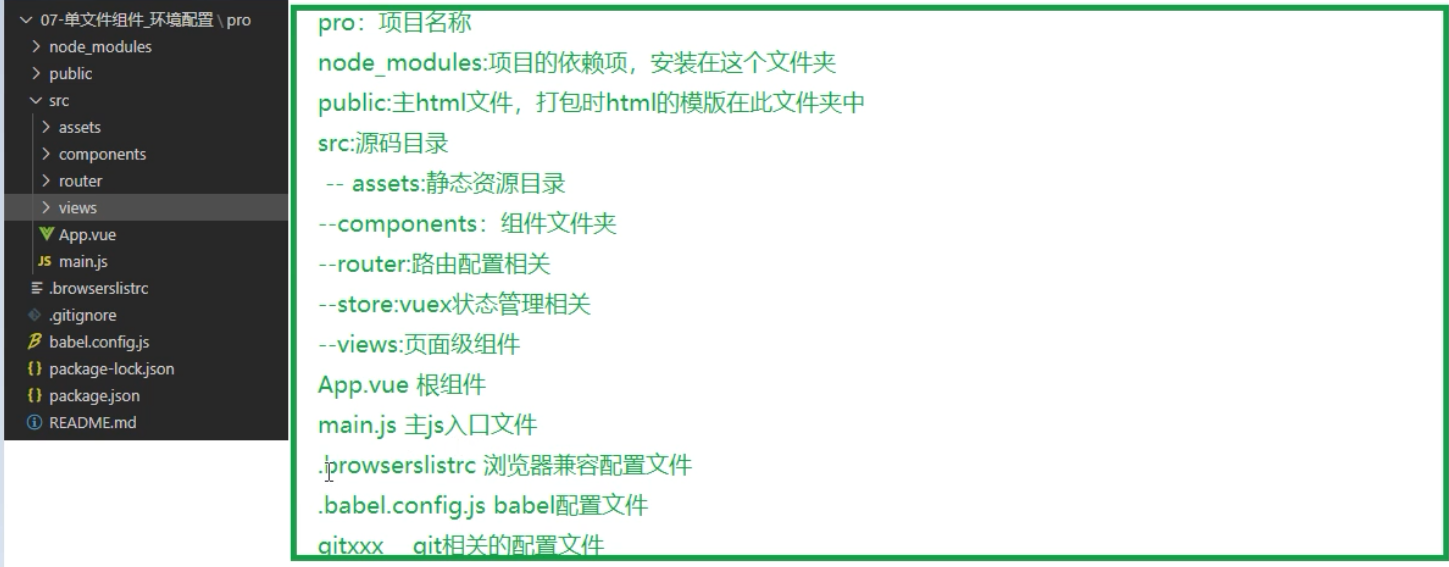 07-单文件组件_环境配置 \ pro
node_modules
public
src
assets
components
router
views
App.vue
JS main.js
.browserslistrc
.gitignore
babel.config.js
{} package-lock.json
{} package.json
README.md
pro：项目名称
node_modules:项目的依赖项，安装在这个文件夹
public:主html文件，打包时html的模版在此文件夹中
src:源码目录
-- assets:静态资源目录
--components：组件文件夹
--router:路由配置相关
--store:vuex状态管理相关
--views:页面级组件
App.vue 根组件
main.js 主js入口文件
.browserslistrc 浏览器兼容配置文件
.babel.config.js babel配置文件
gitxxx git相关的配置文件